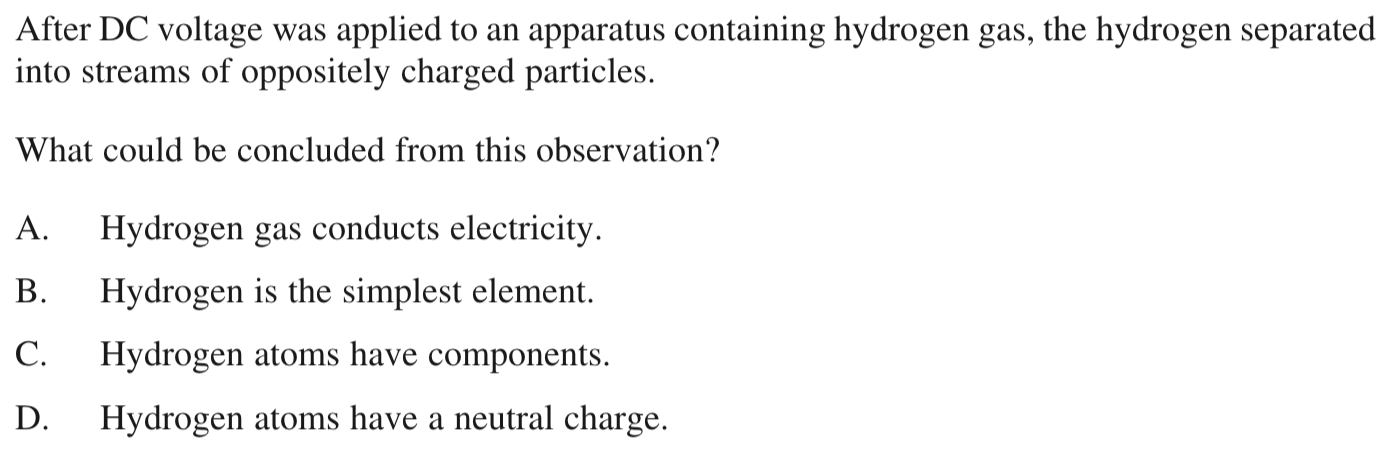 After DC voltage was applied to an apparatus containing hydrogen gas, the hydrogen separated
into streams of oppositely charged particles.
What could be concluded from this observation?
A. Hydrogen gas conducts electricity.
B. Hydrogen is the simplest element.
C. Hydrogen atoms have components.
D. Hydrogen atoms have a neutral charge.